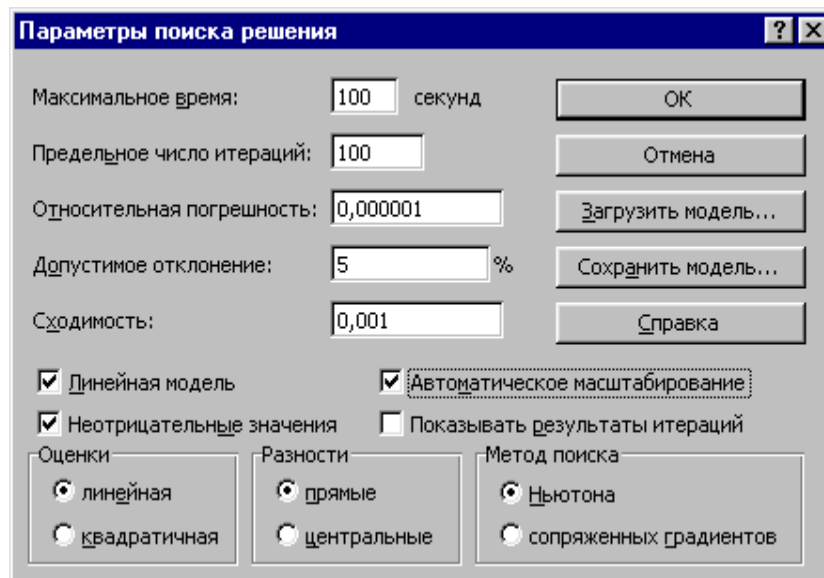 Параметры поиска решения
Максимальное время: 100 секунд
OK
Предельное число итераций: 100
Отмена
Относительная погрешность: 0,000001
Загрузить модель...
Допустимое отклонение: 5 %
Сохранить модель...
Сходимость: 0,001
Справка
Линейная модель
Автоматическое масштабирование
Неотрицательные значения
Показывать результаты итераций
Оценки
линейная
квадратичная
Разности
прямые
центральные
Метод поиска
Ньютона
сопряженных градиентов